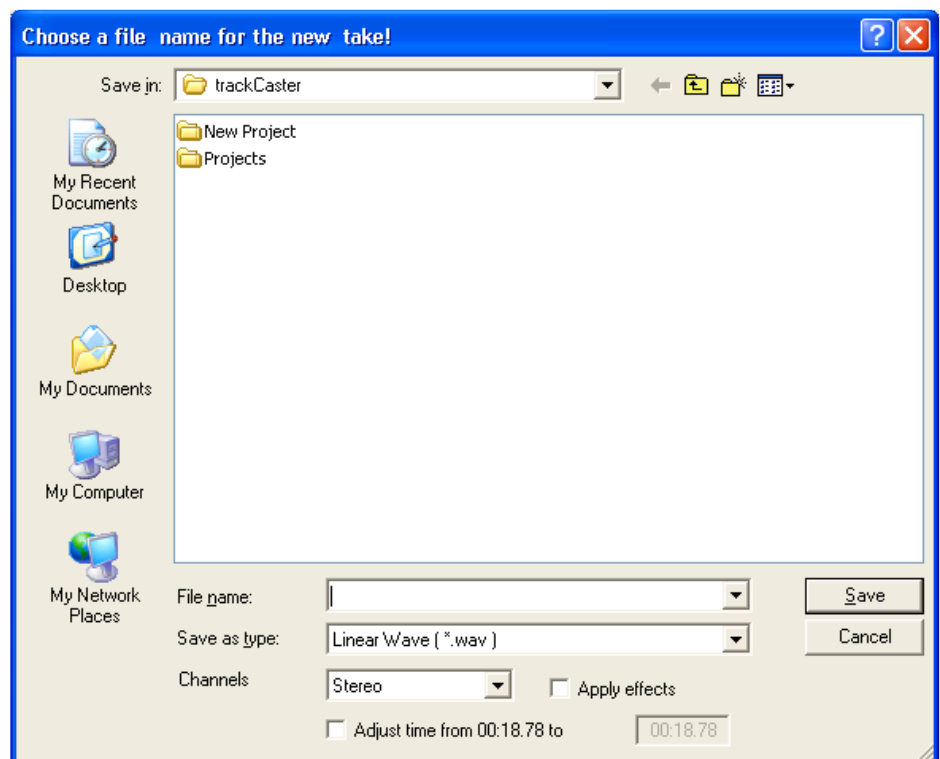 Choose a file name for the new take!
Save in:
trackCaster
New Project
Projects
My Recent
Documents
Desktop
My Documents
My Computer
My Network
Places
File name:
Save
Save as type:
Linear Wave ( *.wav )
Cancel
Channels
Stereo
Apply effects
Adjust time from 00:18.78 to
00:18.78